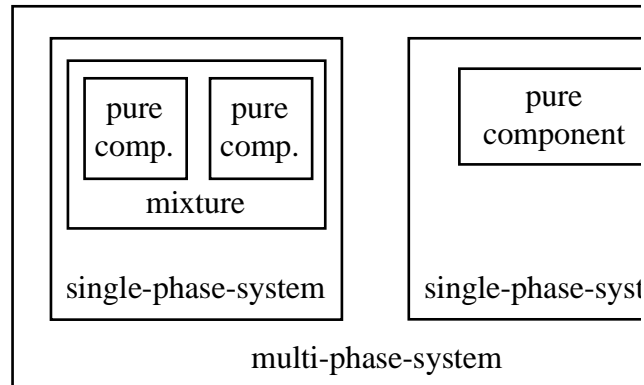 pure
comp.
pure
comp.
mixture
single-phase-system
pure
component
single-phase-syst
multi-phase-system